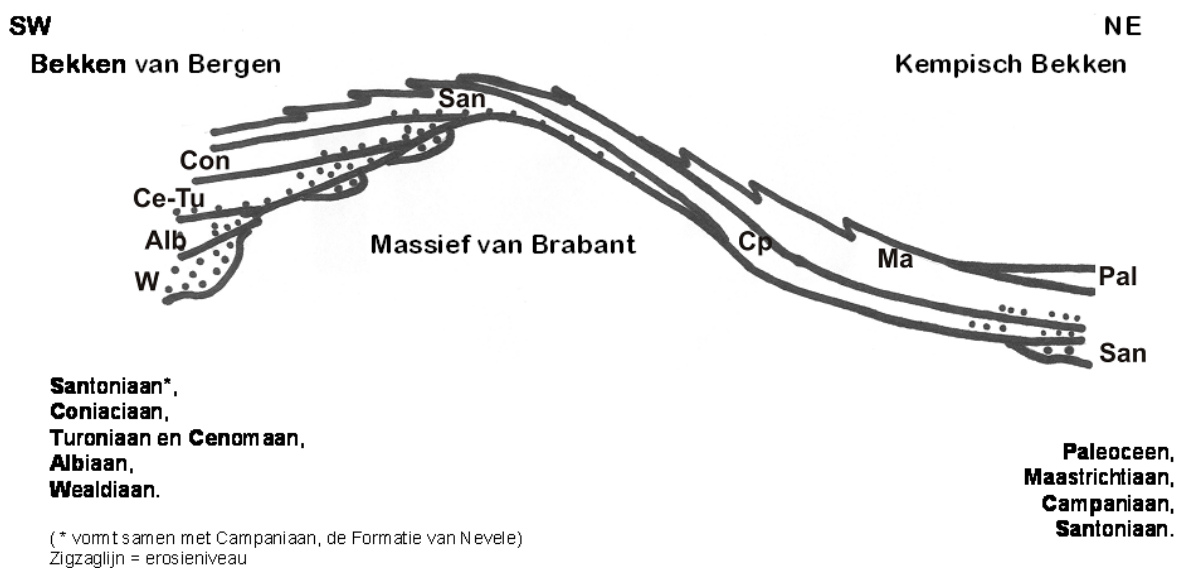 SW
NE
Bekken van Bergen
Kempisch Bekken
San
Con
Ce-Tu
Alb
W
Massief van Brabant
Cp
Ma
Pal
San
Santoniaan*,
Coniaciaan,
Turoniaan en Cenomaan,
Albiaan,
Wealdiaan.
Paleoceen,
Maastrichtiaan,
Campaniaan,
Santoniaan.
( * vormt samen met Campaniaan, de Formatie van Nevele)
Zigzaglijn = erosieniveau